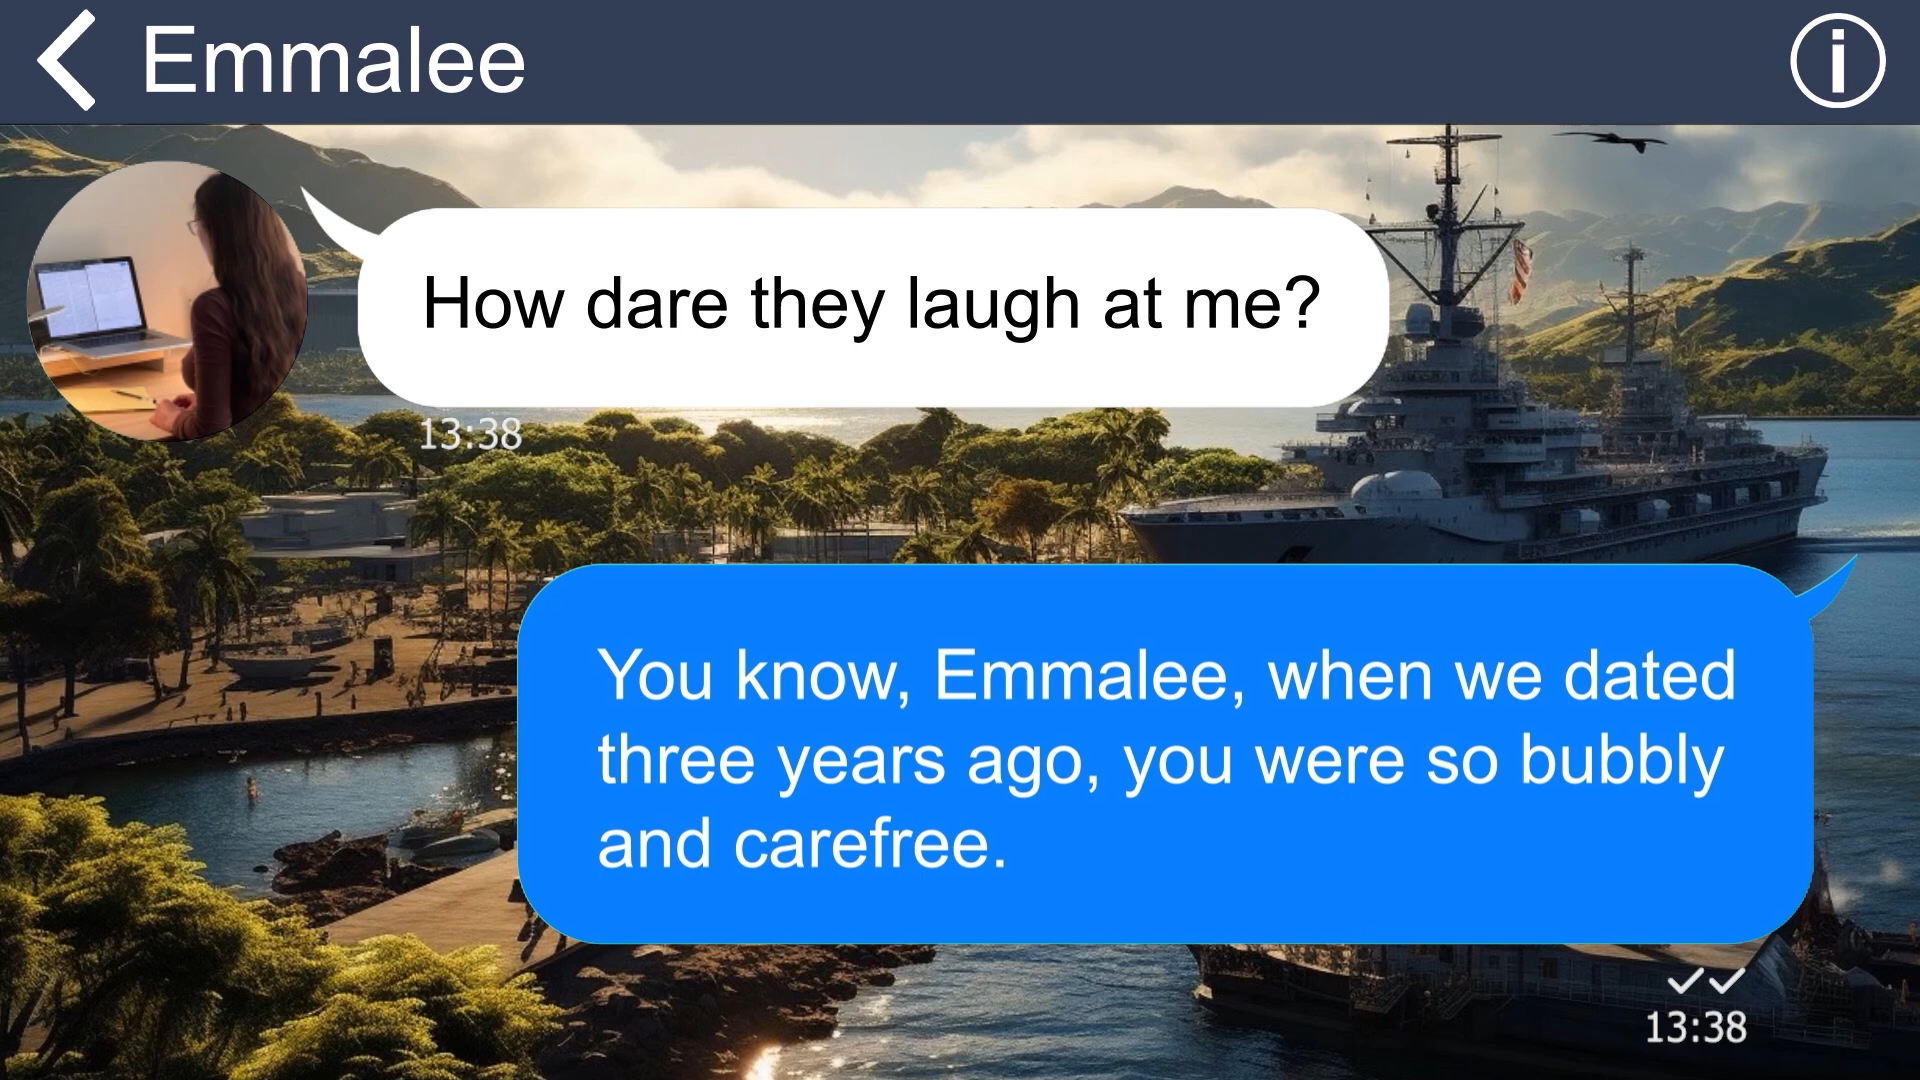 Emmalee
How dare they laugh at me?
13:38
You know, Emmalee, when we dated
three years ago, you were so bubbly
and carefree.
13:38